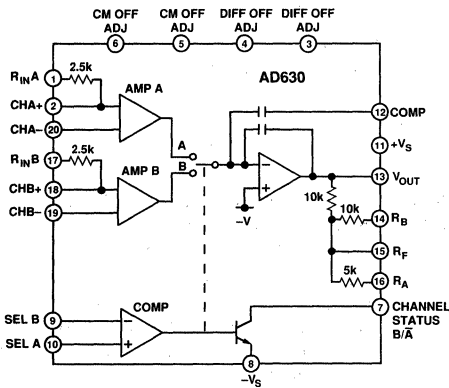 CM OFF ADJ
CM OFF ADJ
DIFF OFF ADJ
DIFF OFF ADJ
6
5
4
3
AD630
RINA
1
2.5k
CHA+
2
CHA–
20
AMP A
RINB
17
2.5k
CHB+
18
CHB–
19
AMP B
A
B
12
COMP
11
+VS
–
+
–V
13
VOUT
10k
10k
14
RB
15
RF
5k
16
RA
SEL B
9
–
SEL A
10
+
COMP
7
CHANNEL
STATUS
B/A̅
8
–VS